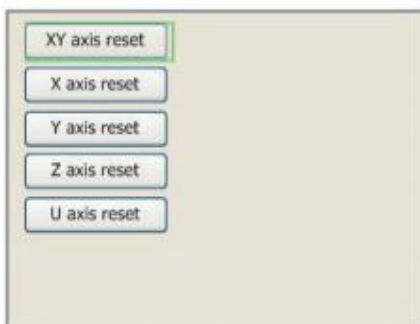 XY axis reset
X axis reset
Y axis reset
Z axis reset
U axis reset